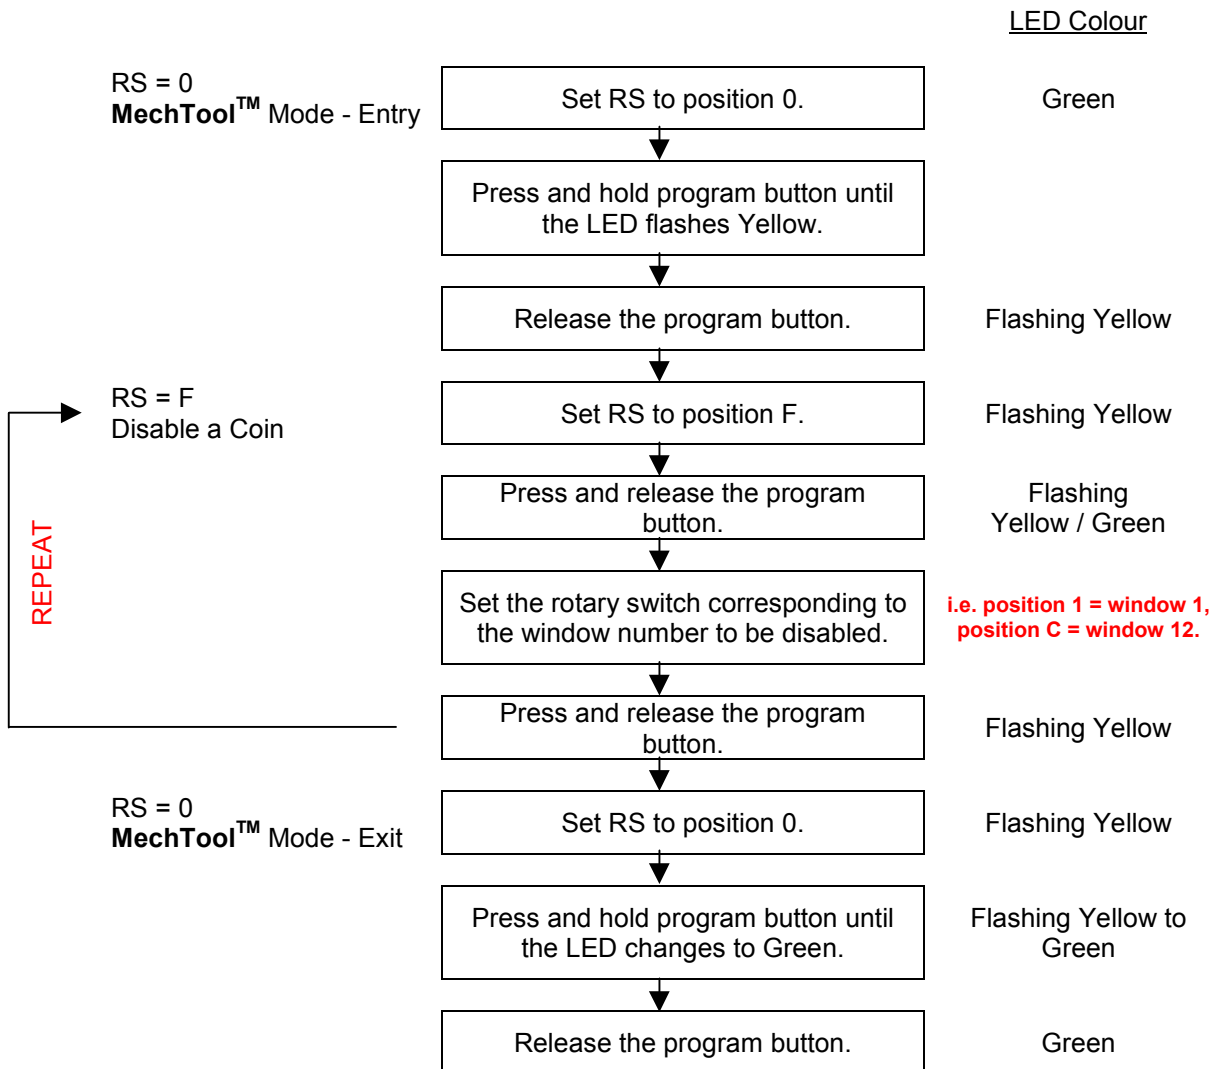 LED Colour
RS = 0
MechTool™ Mode - Entry
Set RS to position 0.
Green
Press and hold program button until
the LED flashes Yellow.
Release the program button.
Flashing Yellow
RS = F
Disable a Coin
Set RS to position F.
Flashing Yellow
Press and release the program
button.
Flashing
Yellow / Green
REPEAT
Set the rotary switch corresponding to
the window number to be disabled.
i.e. position 1 = window 1,
position C = window 12.
Press and release the program
button.
Flashing Yellow
RS = 0
MechTool™ Mode - Exit
Set RS to position 0.
Flashing Yellow
Press and hold program button until
the LED changes to Green.
Flashing Yellow to
Green
Release the program button.
Green